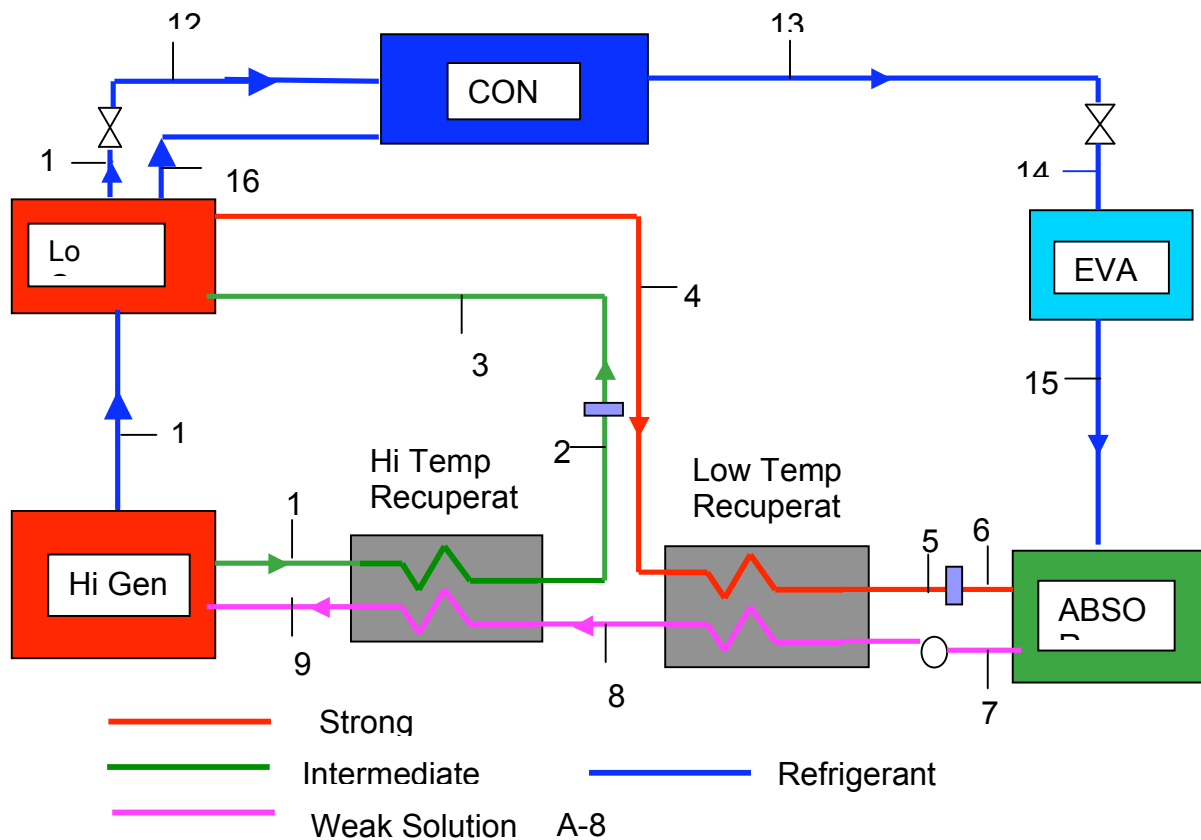 12
13
CON
1
16
14
Lo
EVA
4
3
15
2
1
Hi Temp
Recuperat
Low Temp
Recuperat
1
5
6
Hi Gen
ABSO
9
8
7
Strong
Intermediate
Refrigerant
Weak Solution
A-8